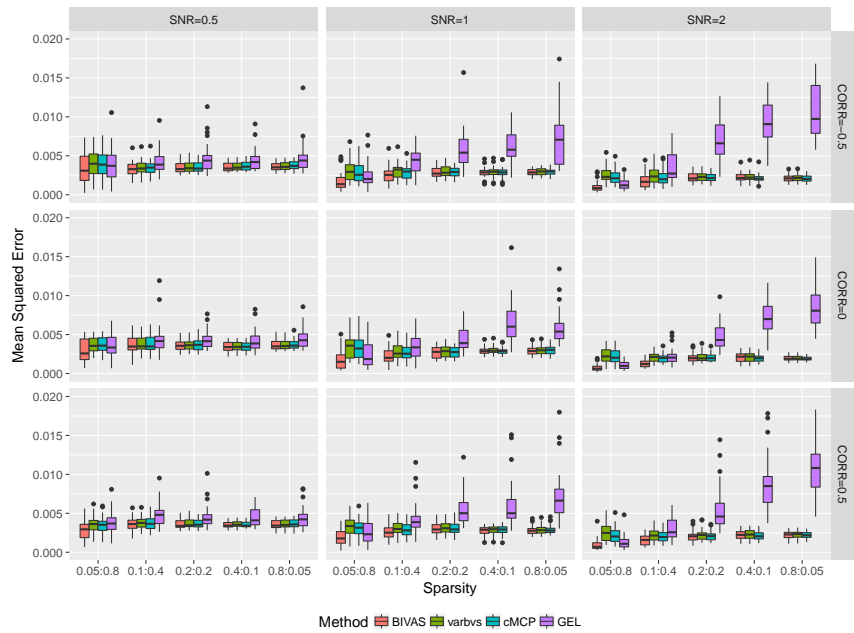 SNR=0.5
SNR=1
SNR=2
0.020
0.015
0.010
0.005
0.000
CORR=−0.5
0.020
0.015
0.010
0.005
0.000
CORR=0
0.020
0.015
0.010
0.005
0.000
CORR=0.5
Mean Squared Error
0.05:0.8 0.1:0.4 0.2:0.2 0.4:0.1 0.8:0.05
0.05:0.8 0.1:0.4 0.2:0.2 0.4:0.1 0.8:0.05
0.05:0.8 0.1:0.4 0.2:0.2 0.4:0.1 0.8:0.05
Sparsity
Method BIVAS varbvs cMCP GEL